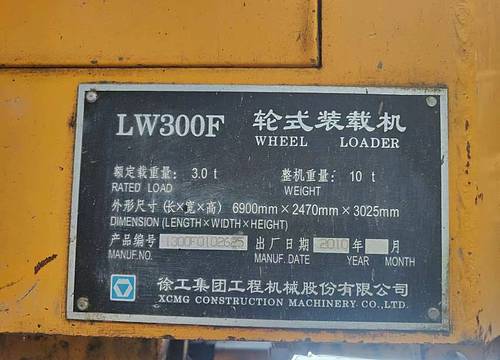 LW300F 轮式装载机
WHEEL LOADER
额定载重量: 3.0 t 整机重量: 10 t
RATED LOAD WEIGHT
外形尺寸 (长×宽×高) 6900mm×2470mm×3025mm
DIMENSION (LENGTH×WIDTH×HEIGHT)
产品编号 1300F0102625 出厂日期 2010 年 月
MANUF.NO. MANUF. DATE YEAR MONTH
徐工集团工程机械股份有限公司
XCMG CONSTRUCTION MACHINERY CO.,LTD.